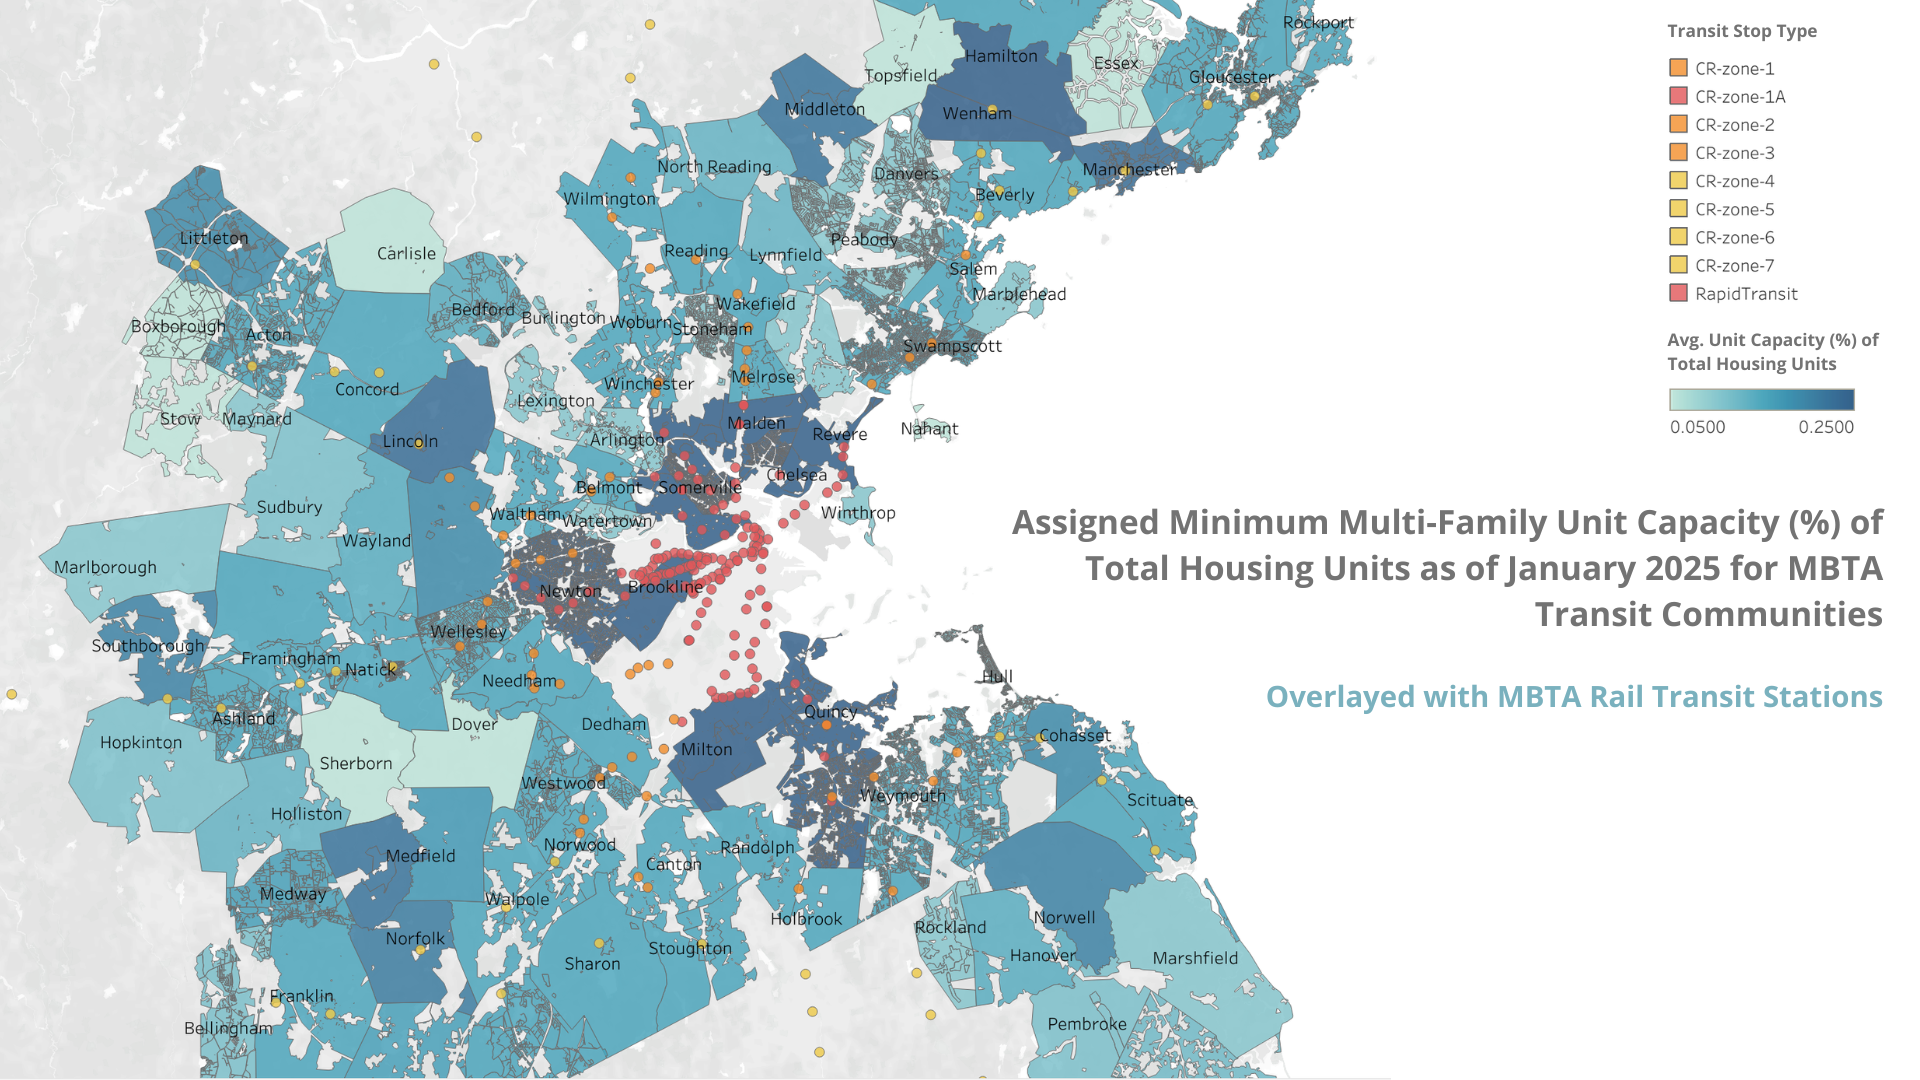 Transit Stop Type
CR-zone-1
CR-zone-1A
CR-zone-2
CR-zone-3
CR-zone-4
CR-zone-5
CR-zone-6
CR-zone-7
RapidTransit
Avg. Unit Capacity (%) of
Total Housing Units
0.0500 0.2500
Assigned Minimum Multi-Family Unit Capacity (%) of
Total Housing Units as of January 2025 for MBTA
Transit Communities
Overlayed with MBTA Rail Transit Stations
Rockport
Hamilton
Essex
Topsfield
Gloucester
Middleton
Wenham
North Reading
Manchester
Danvers
Wilmington
Beverly
Littleton
Peabody
Carlisle
Reading
Lynnfield
Salem
Marblehead
Wakefield
Bedford
Burlington
Woburn
Boxborough
Stoneham
Acton
Swampscott
Melrose
Winchester
Concord
Lexington
Stow
Maynard
Malden
Nahant
Revere
Arlington
Lincoln
Chelsea
Belmont
Somerville
Sudbury
Winthrop
Waltham
Watertown
Wayland
Marlborough
Brookline
Newton
Wellesley
Southborough
Framingham
Natick
Hull
Needham
Quincy
Ashland
Dover
Dedham
Cohasset
Hopkinton
Milton
Sherborn
Westwood
Weymouth
Scituate
Holliston
Norwood
Randolph
Medfield
Canton
Medway
Walpole
Norwell
Holbrook
Rockland
Norfolk
Stoughton
Hanover
Marshfield
Sharon
Franklin
Pembroke
Bellingham